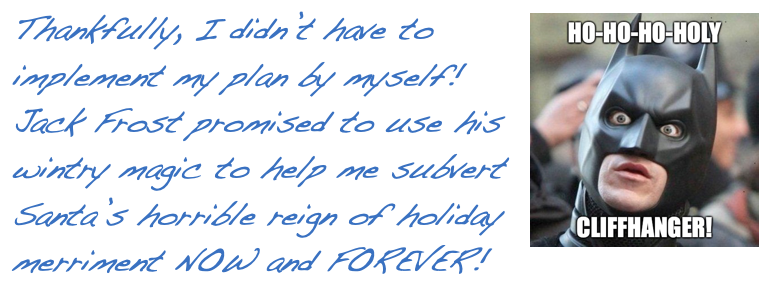 Thankfully, I didn't have to
implement my plan by myself!
Jack Frost promised to use his
wintry magic to help me subvert
Santa's horrible reign of holiday
merriment NOW and FOREVER!
HO-HO-HO-HOLY
CLIFFHANGER!